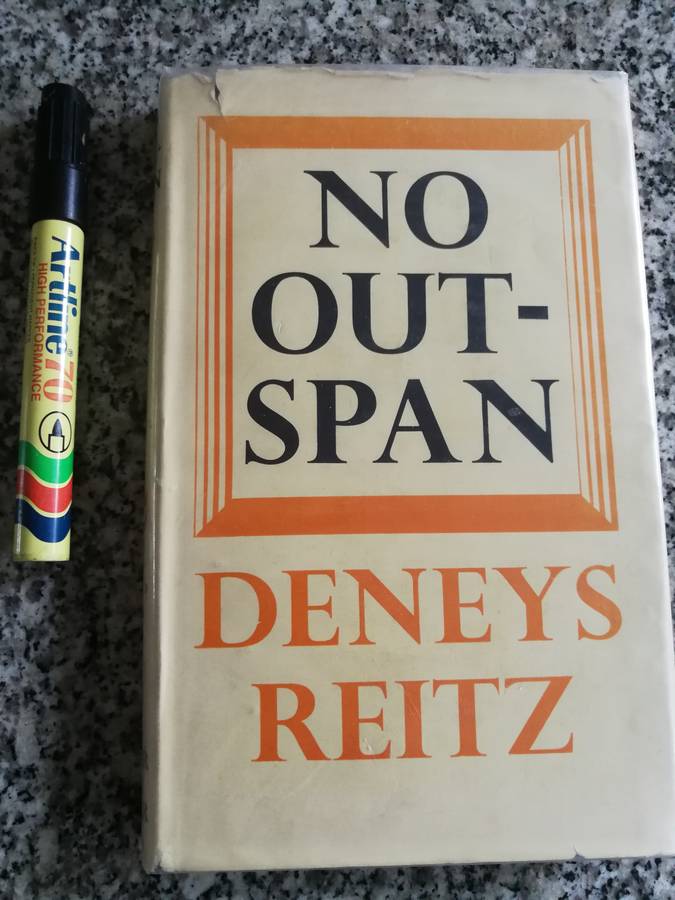 Artline 70
HIGH PERFORMANCE
NO
OUT-
SPAN
DENEYS
REITZ